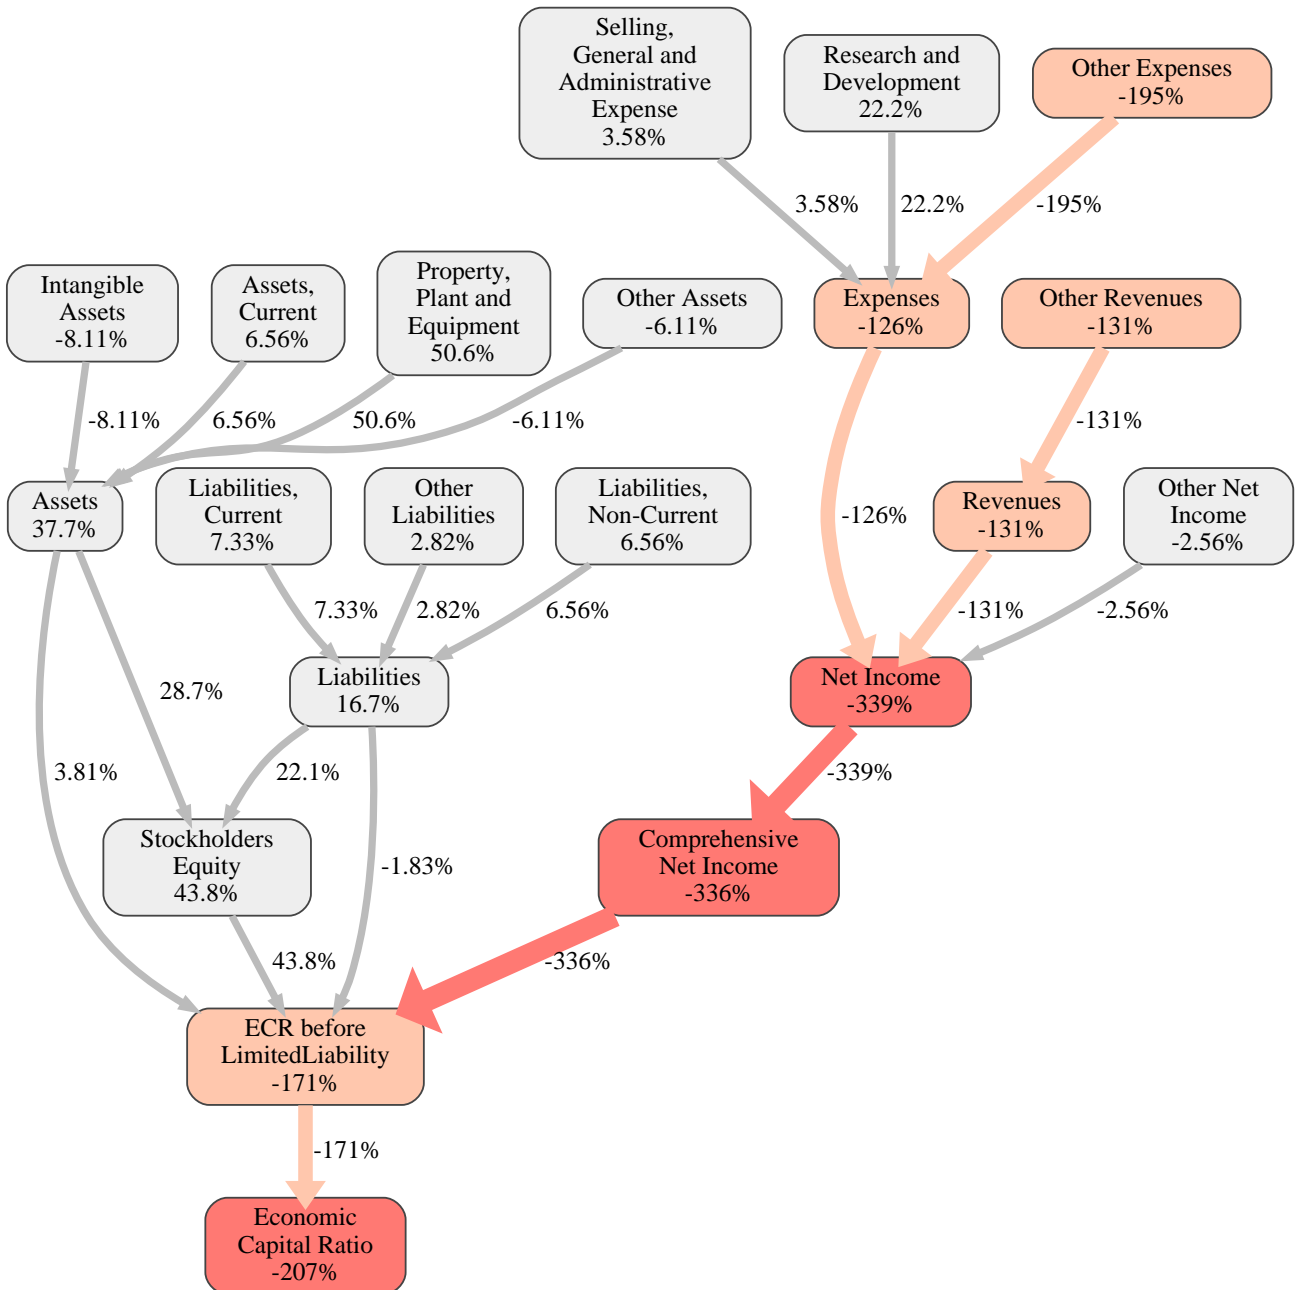 Selling,
General and
Administrative
Expense
3.58%
Research and
Development
22.2%
Other Expenses
-195%
3.58%
22.2%
-195%
Intangible
Assets
-8.11%
Assets,
Current
6.56%
Property,
Plant and
Equipment
50.6%
Other Assets
-6.11%
Expenses
-126%
Other Revenues
-131%
-8.11%
6.56%
50.6%
-6.11%
-131%
Assets
37.7%
Liabilities,
Current
7.33%
Other
Liabilities
2.82%
Liabilities,
Non-Current
6.56%
-126%
Revenues
-131%
Other Net
Income
-2.56%
7.33%
2.82%
6.56%
-131%
-2.56%
28.7%
Liabilities
16.7%
Net Income
-339%
3.81%
22.1%
-339%
Stockholders
Equity
43.8%
-1.83%
Comprehensive
Net Income
-336%
43.8%
-336%
ECR before
LimitedLiability
-171%
-171%
Economic
Capital Ratio
-207%